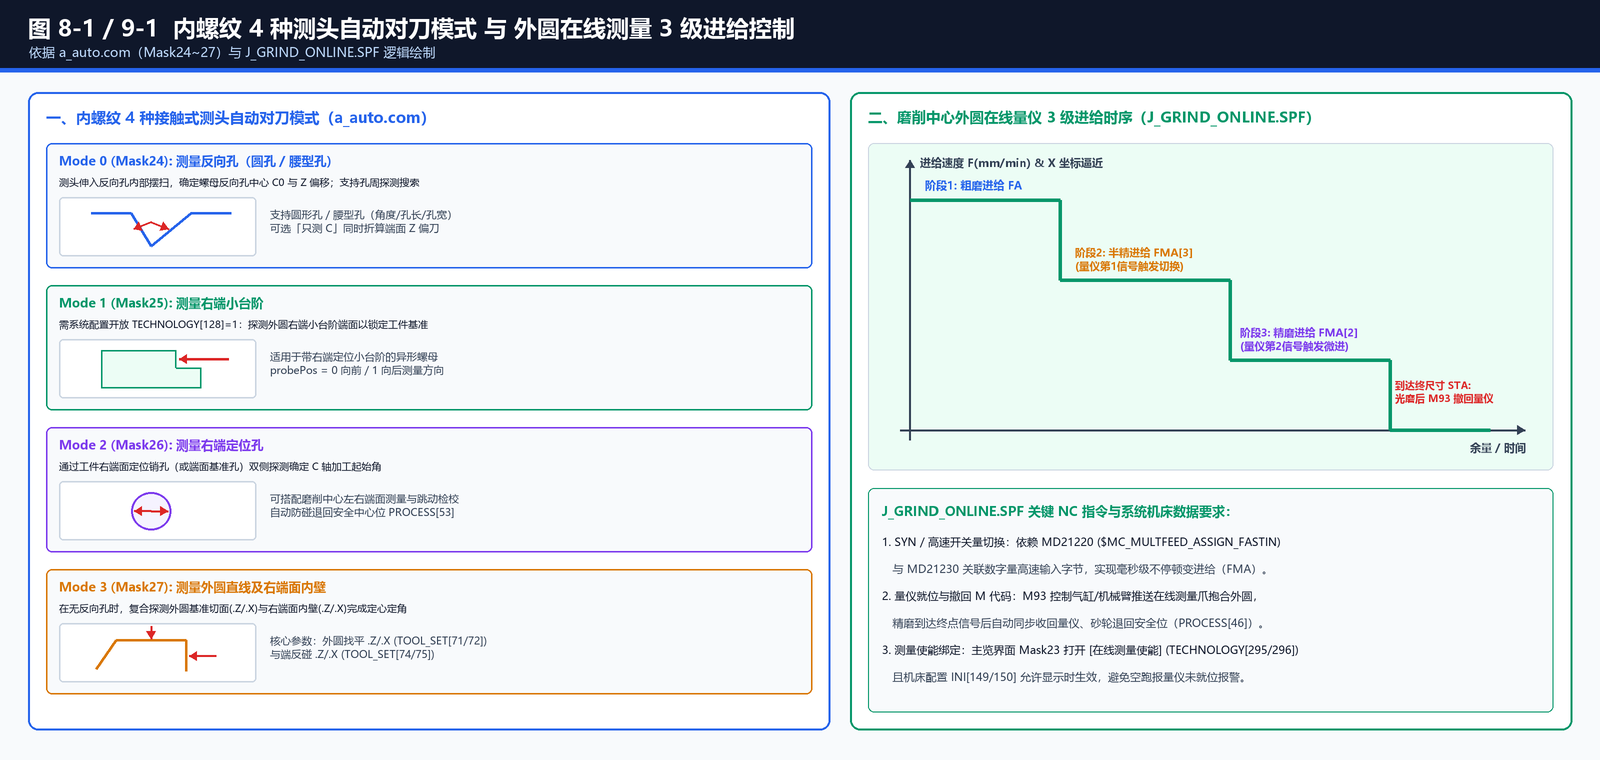 图 8-1 / 9-1 内螺纹 4 种测头自动对刀模式 与 外圆在线测量 3 级进给控制
依据 a_auto.com（Mask24~27）与 J_GRIND_ONLINE.SPF 逻辑绘制
一、内螺纹 4 种接触式测头自动对刀模式（a_auto.com）
Mode 0 (Mask24): 测量反向孔（圆孔 / 腰型孔）
测头伸入反向孔内部摆扫，确定螺母反向孔中心 C0 与 Z 偏移；支持孔周探测搜索
支持圆形孔 / 腰型孔（角度/孔长/孔宽）
可选「只测 C」同时折算端面 Z 偏刀
Mode 1 (Mask25): 测量右端小台阶
需系统配置开放 TECHNOLOGY[128]=1：探测外圆右端小台阶端面以锁定工件基准
适用于带右端定位小台阶的异形螺母
probePos = 0 向前 / 1 向后测量方向
Mode 2 (Mask26): 测量右端定位孔
通过工件右端面定位销孔（或端面基准孔）双侧探测确定 C 轴加工起始角
可搭配磨削中心左右端面测量与跳动检校
自动防碰退回安全中心位 PROCESS[53]
Mode 3 (Mask27): 测量外圆直线及右端面内壁
在无反向孔时，复合探测外圆基准切面(.Z/.X)与右端面内壁(.Z/.X)完成定心定角
核心参数：外圆找平 .Z/.X (TOOL_SET[71/72])
与端反碰 .Z/.X (TOOL_SET[74/75])
二、磨削中心外圆在线量仪 3 级进给时序（J_GRIND_ONLINE.SPF）
进给速度 F(mm/min) & X 坐标逼近
阶段1: 粗磨进给 FA
阶段2: 半精进给 FMA[3]
(量仪第1信号触发切换)
阶段3: 精磨进给 FMA[2]
(量仪第2信号触发微进)
到达终尺寸 STA:
光磨后 M93 撤回量仪
余量 / 时间
J_GRIND_ONLINE.SPF 关键 NC 指令与系统机床数据要求：
1. SYN / 高速开关量切换：依赖 MD21220 ($MC_MULTFEED_ASSIGN_FASTIN)
与 MD21230 关联数字量高速输入字节，实现毫秒级不停顿变进给（FMA）。
2. 量仪就位与撤回 M 代码：M93 控制气缸/机械臂推送在线测量爪抱合外圆，
精磨到达终点信号后自动同步收回量仪、砂轮退回安全位（PROCESS[46]）。
3. 测量使能绑定：主览界面 Mask23 打开 [在线测量使能] (TECHNOLOGY[295/296])
且机床配置 INI[149/150] 允许显示时生效，避免空跑报量仪未就位报警。